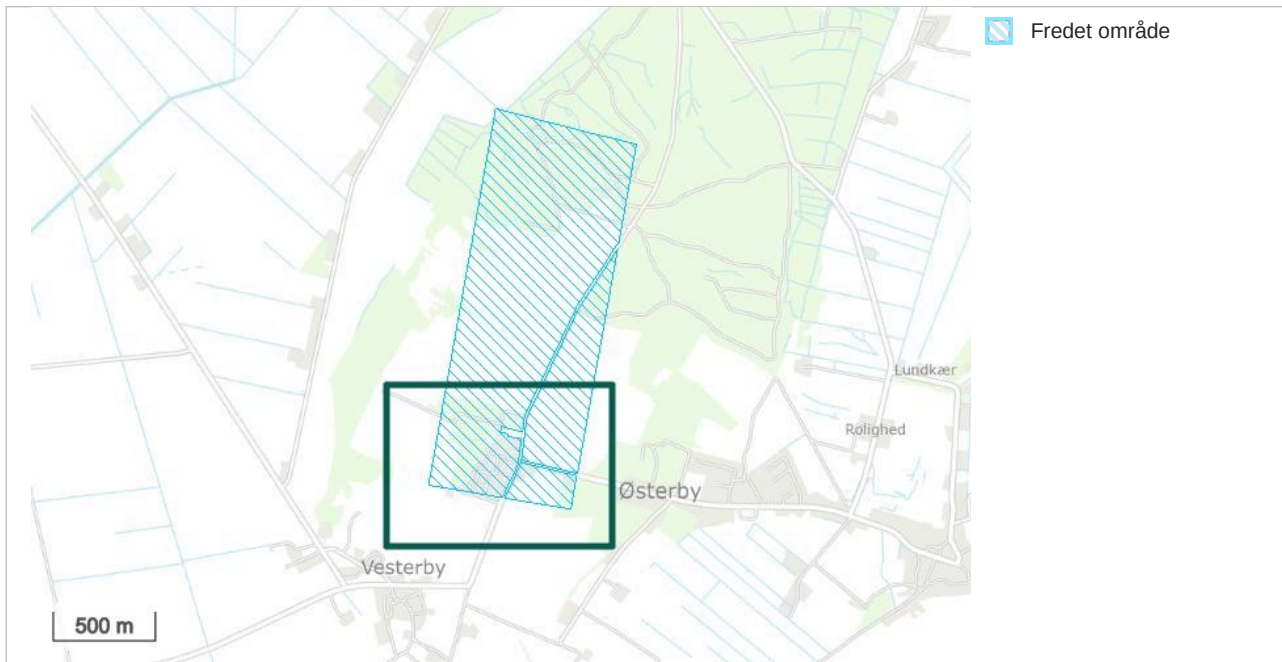 Fredet område
Lundkær
Rolighed
Østerby
Vesterby
500 m